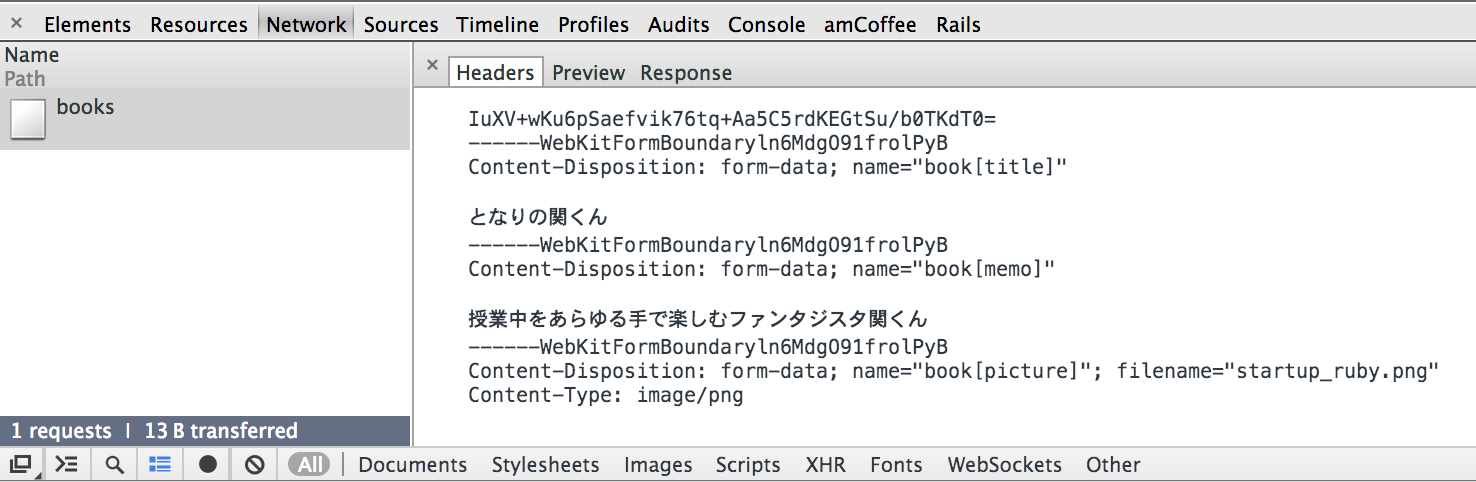 × Elements Resources Network Sources Timeline Profiles Audits Console amCoffee Rails
Name
Path
books
× Headers Preview Response
IuXV+wKu6pSaefvik76tq+Aa5C5rdKEGtSu/b0TKdT0=
------WebKitFormBoundaryln6MdgO91frolPyB
Content-Disposition: form-data; name="book[title]"
となりの関くん
------WebKitFormBoundaryln6MdgO91frolPyB
Content-Disposition: form-data; name="book[memo]"
授業中をあらゆる手で楽しむファンタジスタ関くん
------WebKitFormBoundaryln6MdgO91frolPyB
Content-Disposition: form-data; name="book[picture]"; filename="startup_ruby.png"
Content-Type: image/png
1 requests | 13 B transferred
All | Documents Stylesheets Images Scripts XHR Fonts WebSockets Other